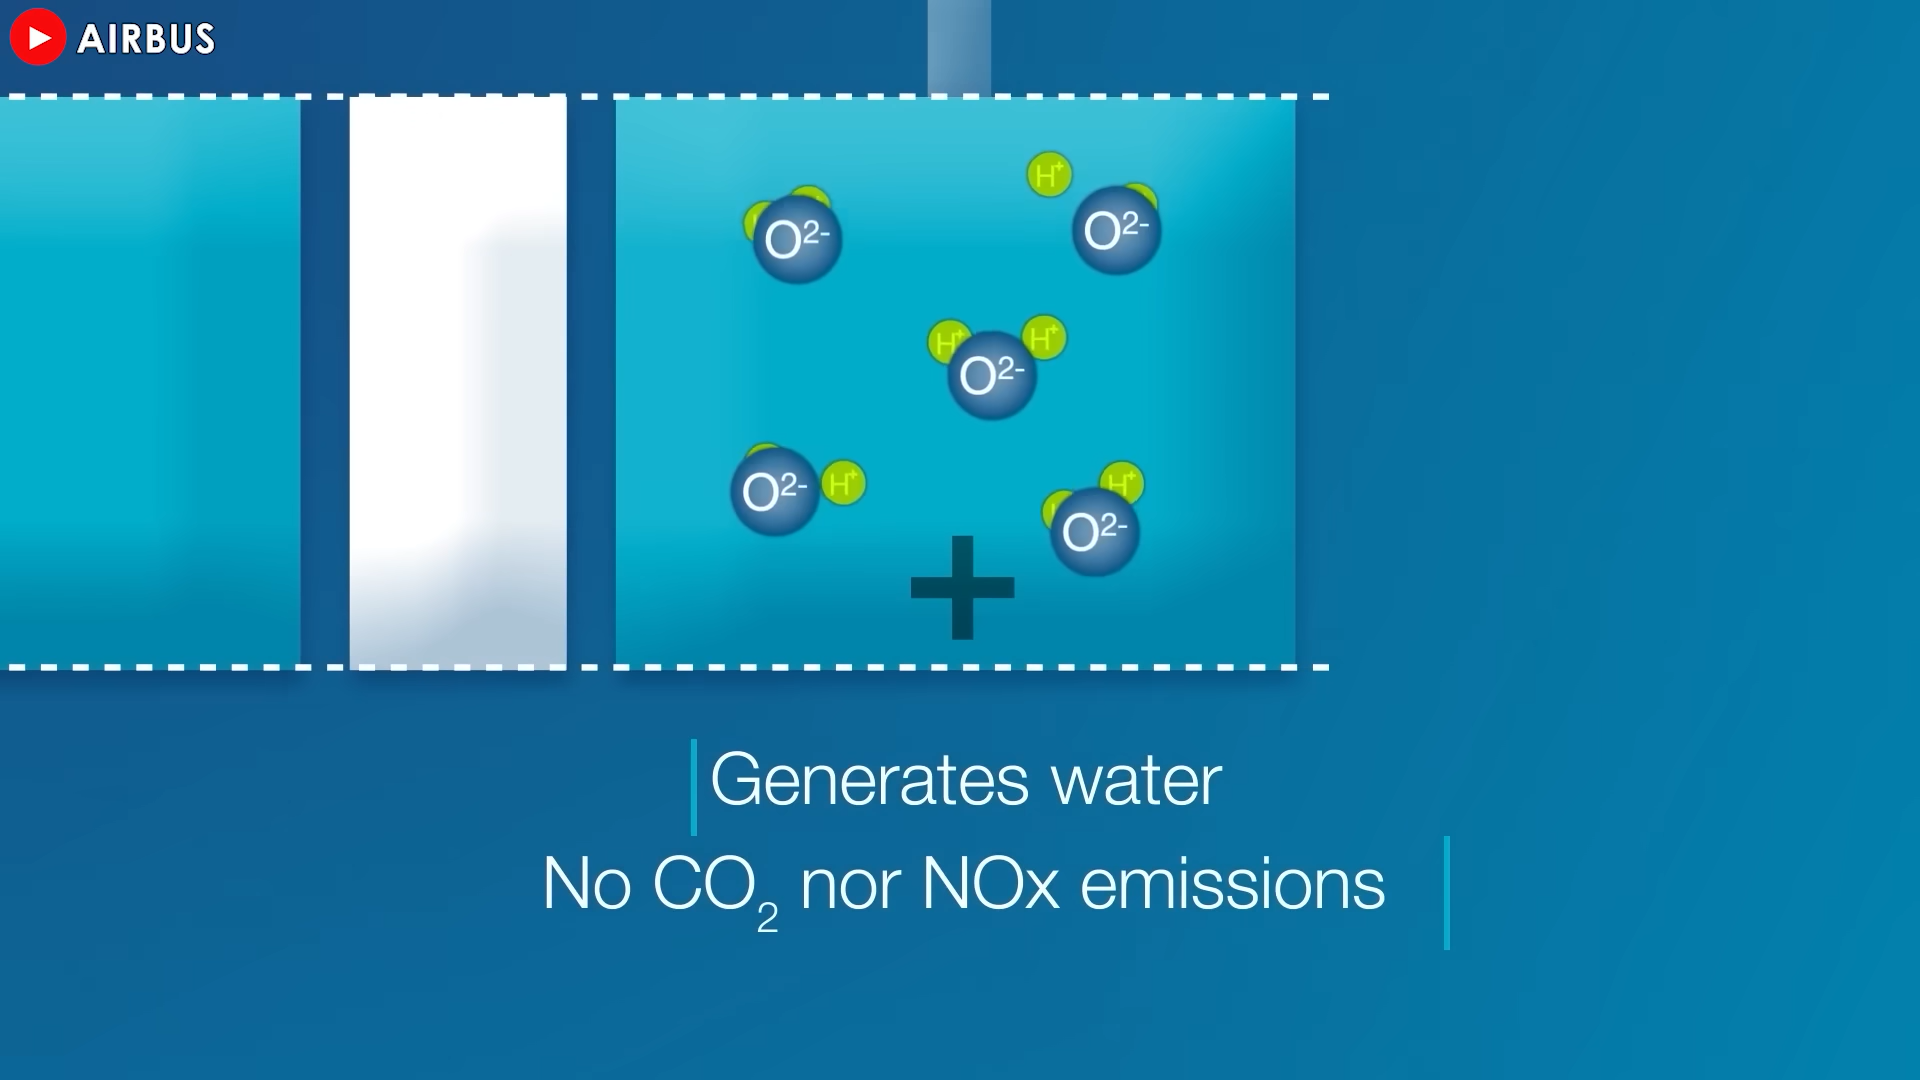 AIRBUS
H⁺
O²⁻
O²⁻
H⁺
H⁺
O²⁻
O²⁻
H⁺
H⁺
O²⁻
+
Generates water
No CO₂ nor NOx emissions